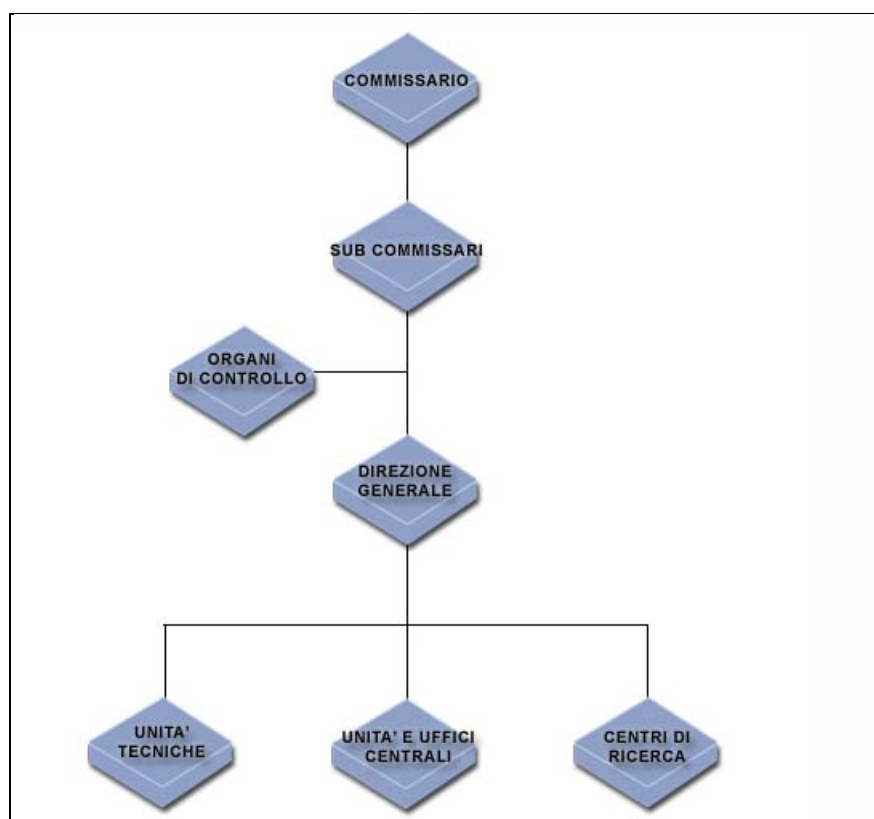 COMMISSARIO
SUB COMMISSARI
ORGANI
DI CONTROLLO
DIREZIONE
GENERALE
UNITA’
TECNICHE
UNITA’ E UFFICI
CENTRALI
CENTRI DI
RICERCA